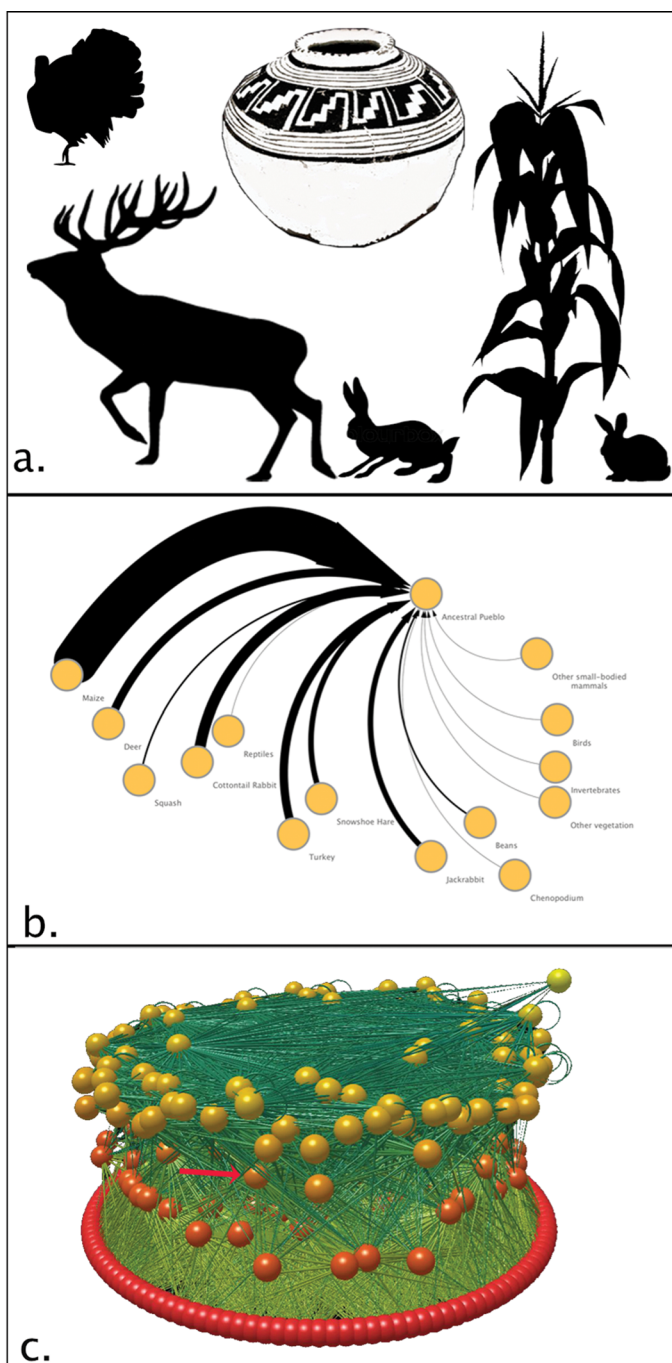 a.
Ancestral Pueblo
Maize
Other small-bodied
mammals
Deer
Birds
Reptiles
Squash
Cottontail Rabbit
Invertebrates
Snowshoe Hare
Other vegetation
Turkey
Beans
Jackrabbit
Chenopodium
b.
c.